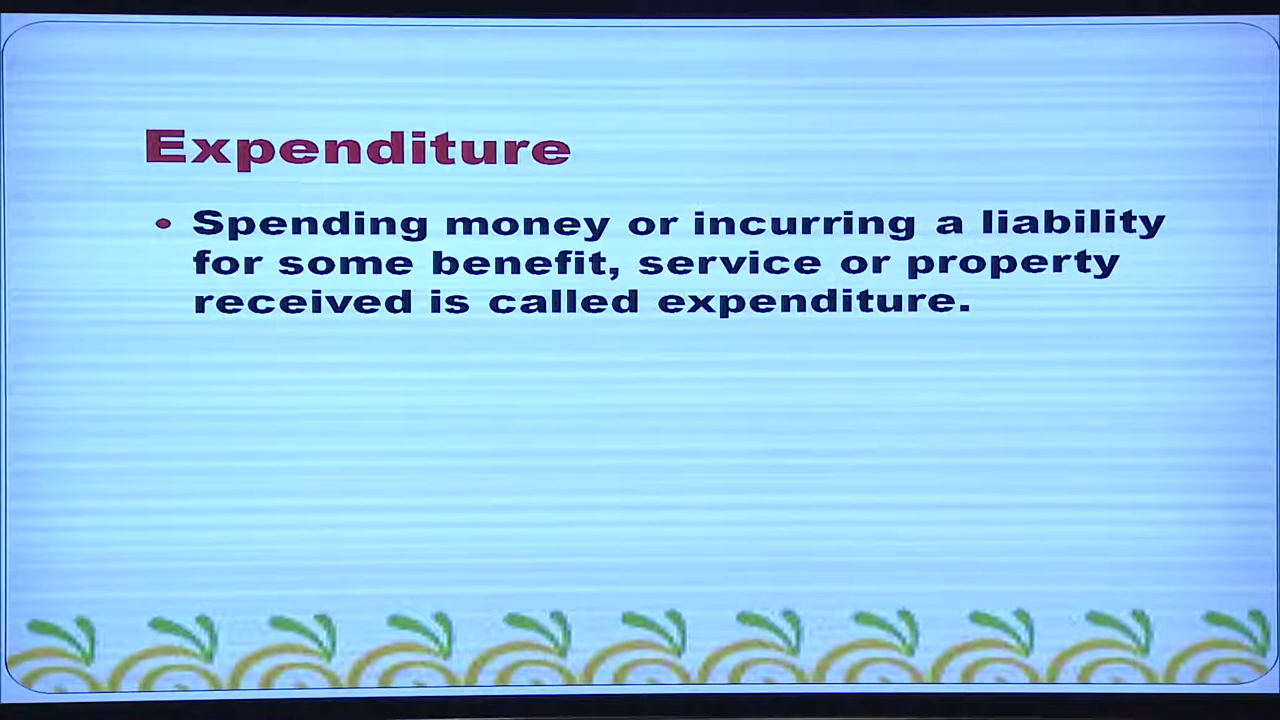 Expenditure
• Spending money or incurring a liability
for some benefit, service or property
received is called expenditure.